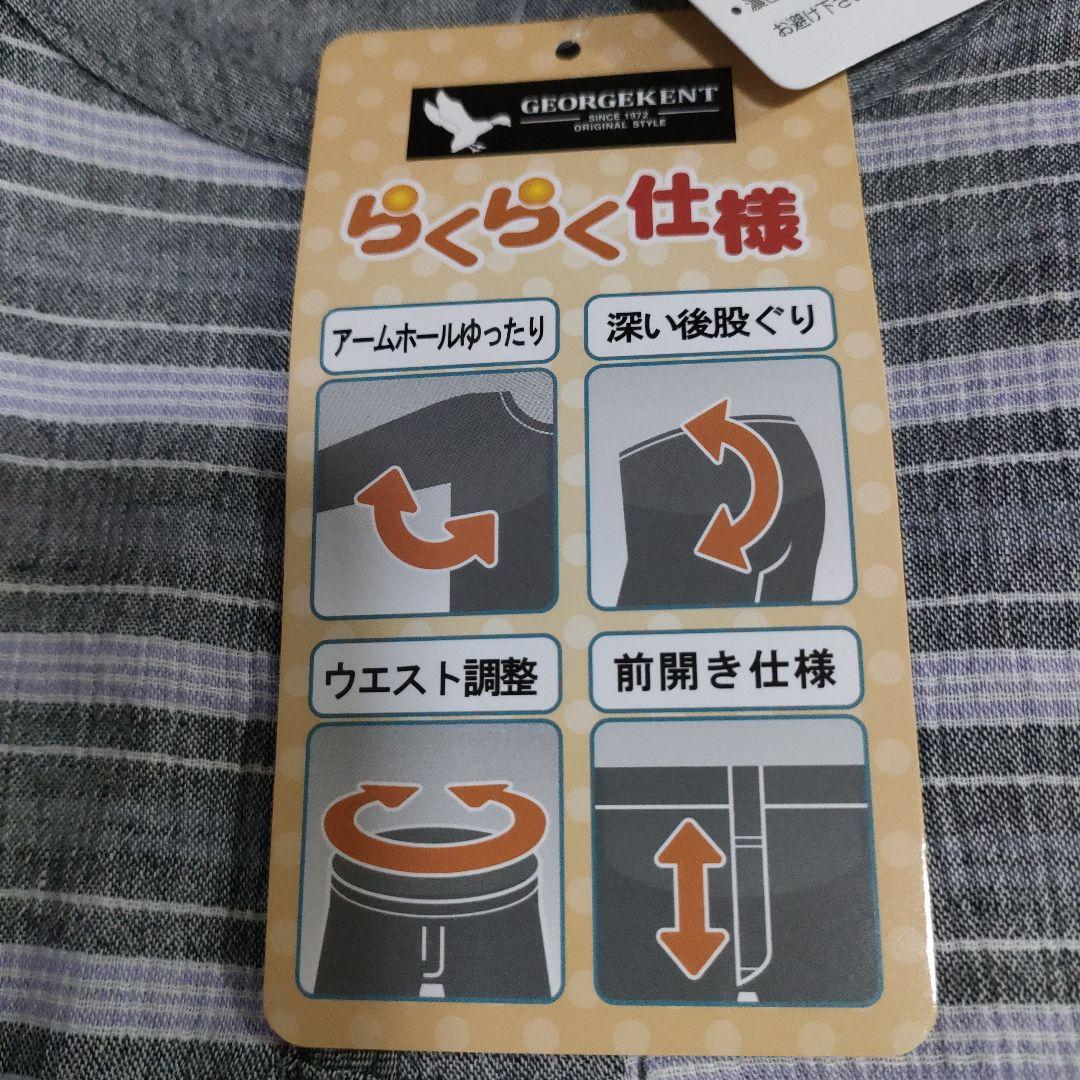 お避け下さい
GEORGEKENT
SINCE 1972
ORIGINAL STYLE
らくらく仕様
アームホールゆったり
深い後股ぐり
ウエスト調整
前開き仕様